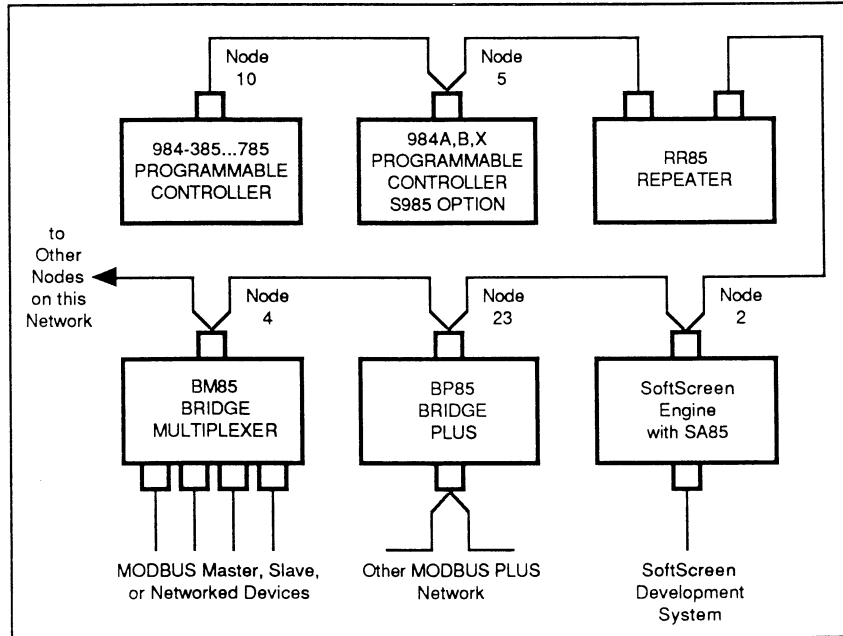 Node
10
Node
5
984-385...785
PROGRAMMABLE
CONTROLLER
984A,B,X
PROGRAMMABLE
CONTROLLER
S985 OPTION
RR85
REPEATER
to
Other
Nodes
on this
Network
Node
4
Node
23
Node
2
BM85
BRIDGE
MULTIPLEXER
BP85
BRIDGE
PLUS
SoftScreen
Engine
with SA85
MODBUS Master, Slave,
or Networked Devices
Other MODBUS PLUS
Network
SoftScreen
Development
System